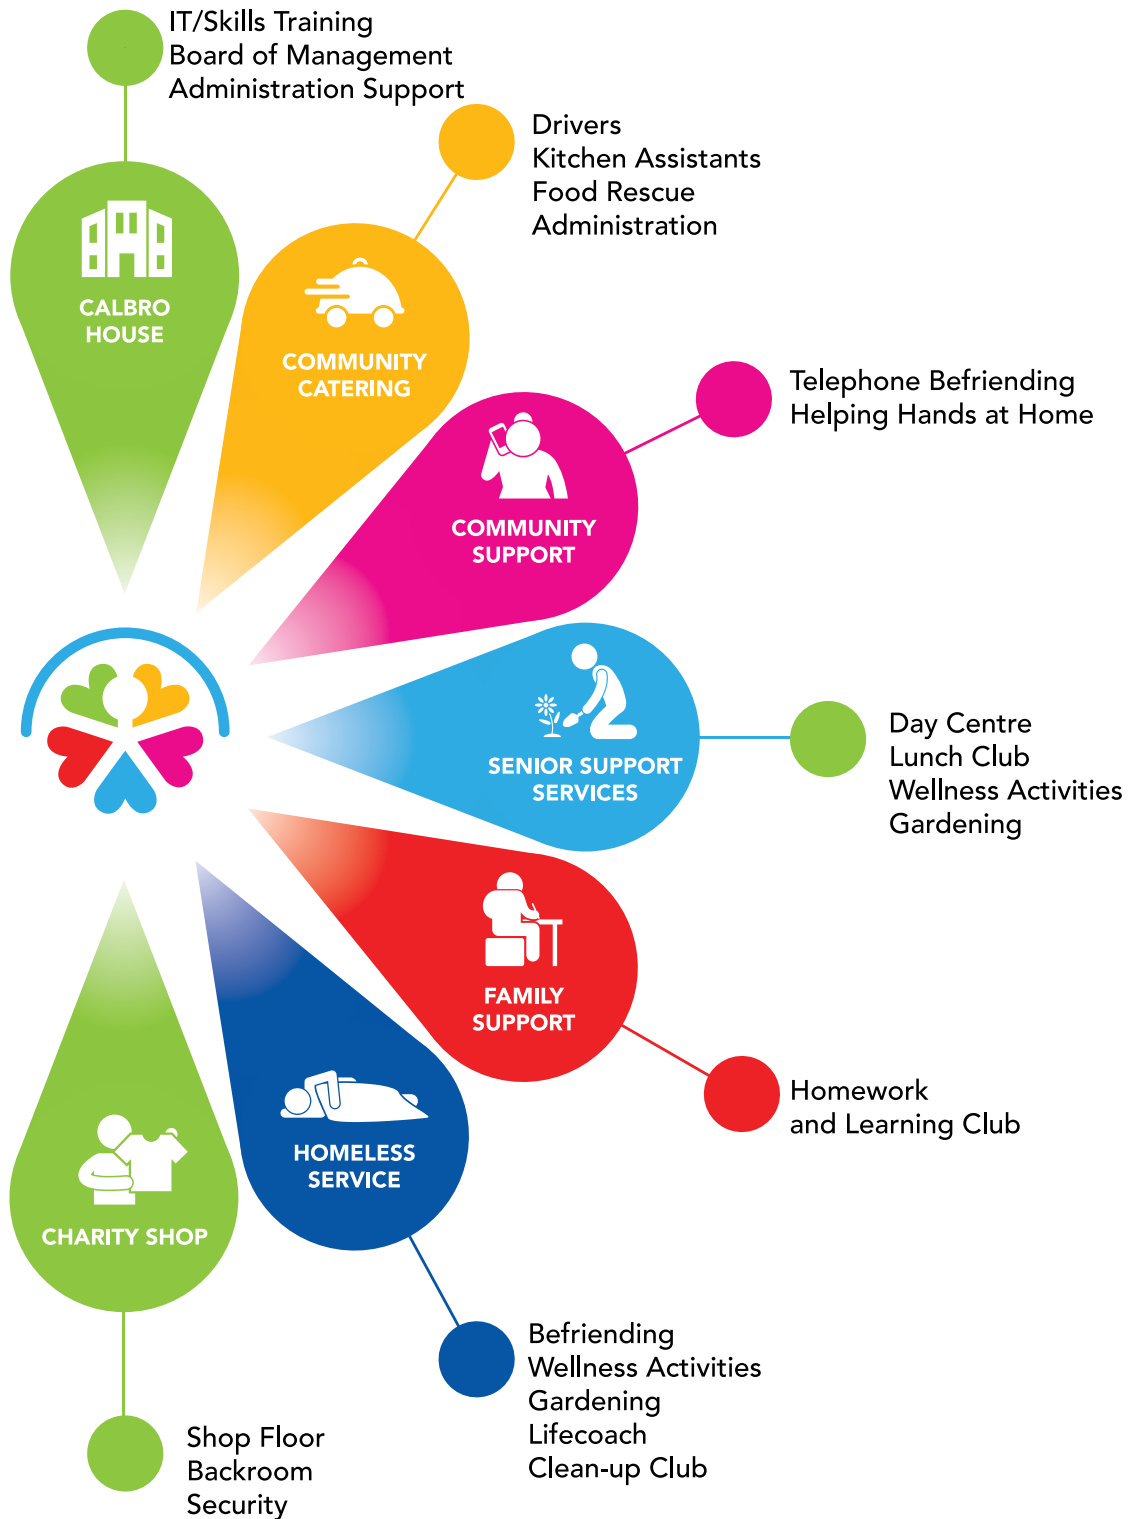 IT/Skills Training
Board of Management
Administration Support
CALBRO
HOUSE
Drivers
Kitchen Assistants
Food Rescue
Administration
COMMUNITY
CATERING
Telephone Befriending
Helping Hands at Home
COMMUNITY
SUPPORT
Day Centre
Lunch Club
Wellness Activities
Gardening
SENIOR SUPPORT
SERVICES
FAMILY
SUPPORT
Homework
and Learning Club
HOMELESS
SERVICE
Befriending
Wellness Activities
Gardening
Lifecoach
Clean-up Club
CHARITY SHOP
Shop Floor
Backroom
Security